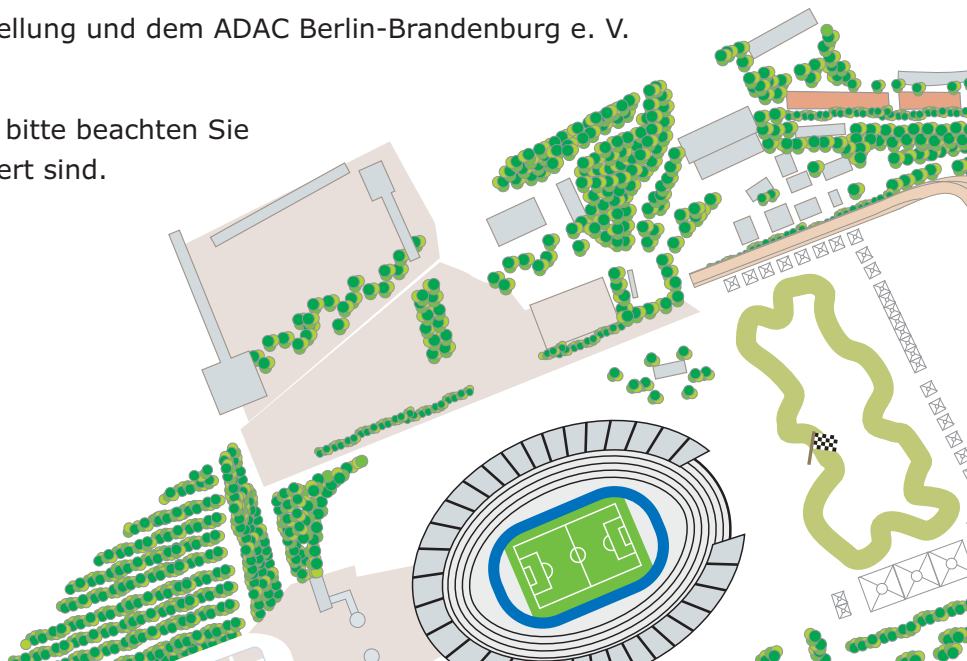 ellung und dem ADAC Berlin-Brandenburg e. V.
bitte beachten Sie
ert sind.